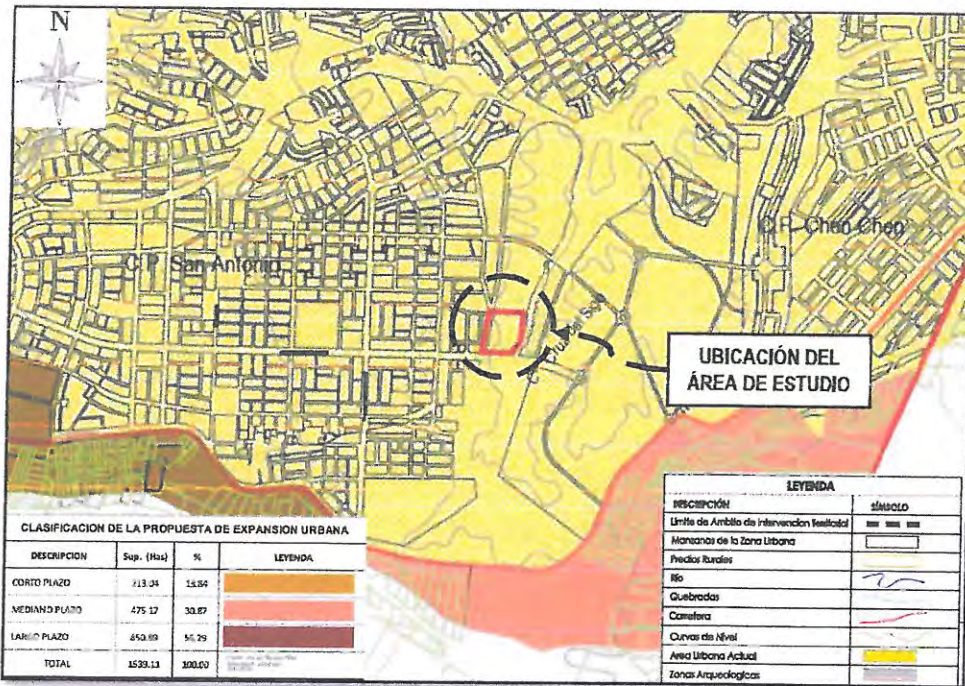 N
C.P. San Antonio
C.P. Chen Chen
UBICACIÓN DEL
ÁREA DE ESTUDIO
CLASIFICACION DE LA PROPUESTA DE EXPANSION URBANA
DESCRIPCION Sup. (Has) % LEYENDA
CORTO PLAZO 213.04 13.84
MEDIANO PLAZO 475.17 30.87
LARGO PLAZO
TOTAL 1539.11 100.00
LEYENDA
DESCRIPCIÓN SÍMBOLO
Limite de Ambito de Intervencion Territorial
Manzanas de la Zona Urbana
Predios Rurales
Rio
Quebradas
Carretera
Curvas de Nivel
Area Urbana Actual
Zonas Arqueologicas